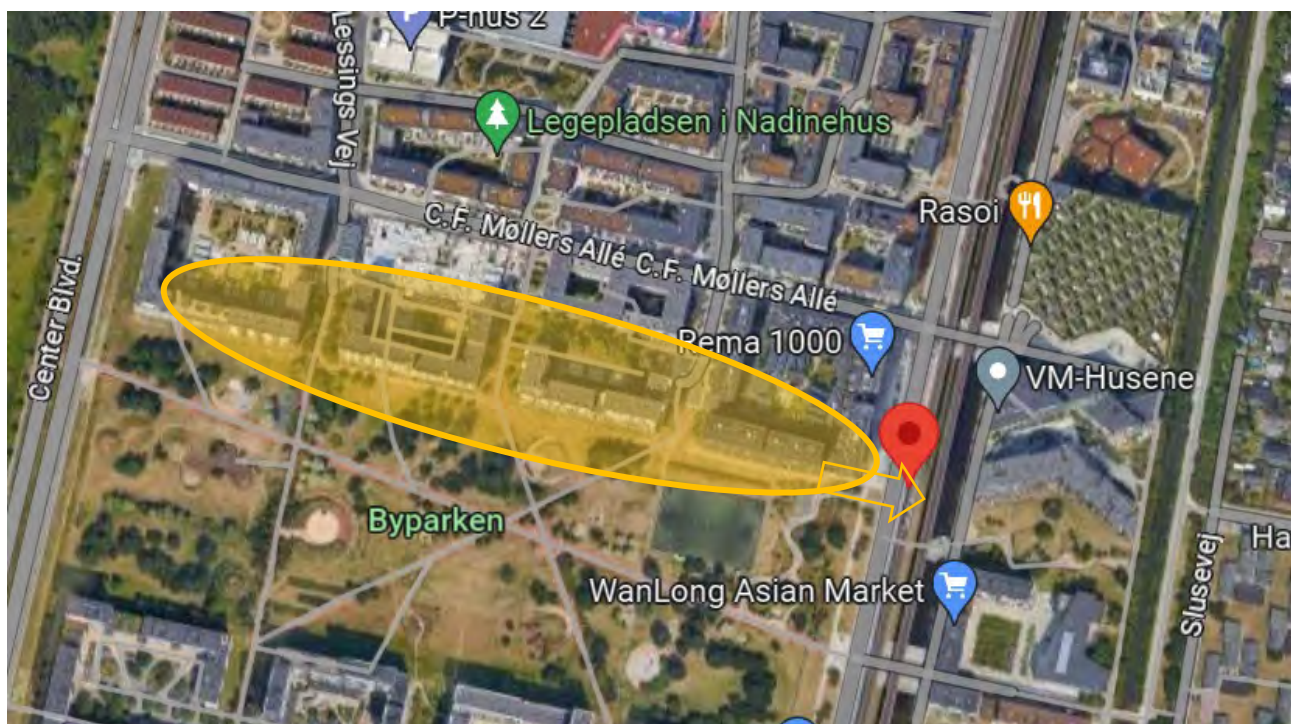 P-hus 2
Lessings Vej
Legepladsen i Nadinehus
Rasoi
C.F. Møllers Allé
C.F. Møllers Allé
Center Blvd.
Rema 1000
VM-Husene
Byparken
Ha
WanLong Asian Market
Slusevej